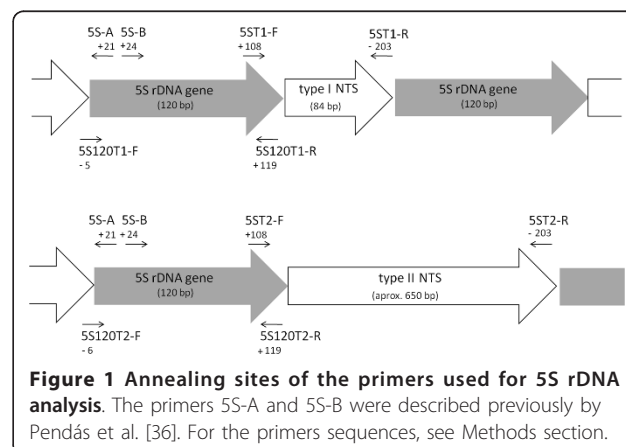 5S-A 5S-B 5ST1-F 5ST1-R
+21 +24 +108 - 203
5S rDNA gene type I NTS 5S rDNA gene
(120 bp) (84 bp) (120 bp)
5S120T1-F 5S120T1-R
- 5 +119
5S-A 5S-B 5ST2-F 5ST2-R
+21 +24 +108 - 203
5S rDNA gene type II NTS
(120 bp) (aprox. 650 bp)
5S120T2-F 5S120T2-R
- 6 +119
Figure 1 Annealing sites of the primers used for 5S rDNA
analysis. The primers 5S-A and 5S-B were described previously by
Pendás et al. [36]. For the primers sequences, see Methods section.